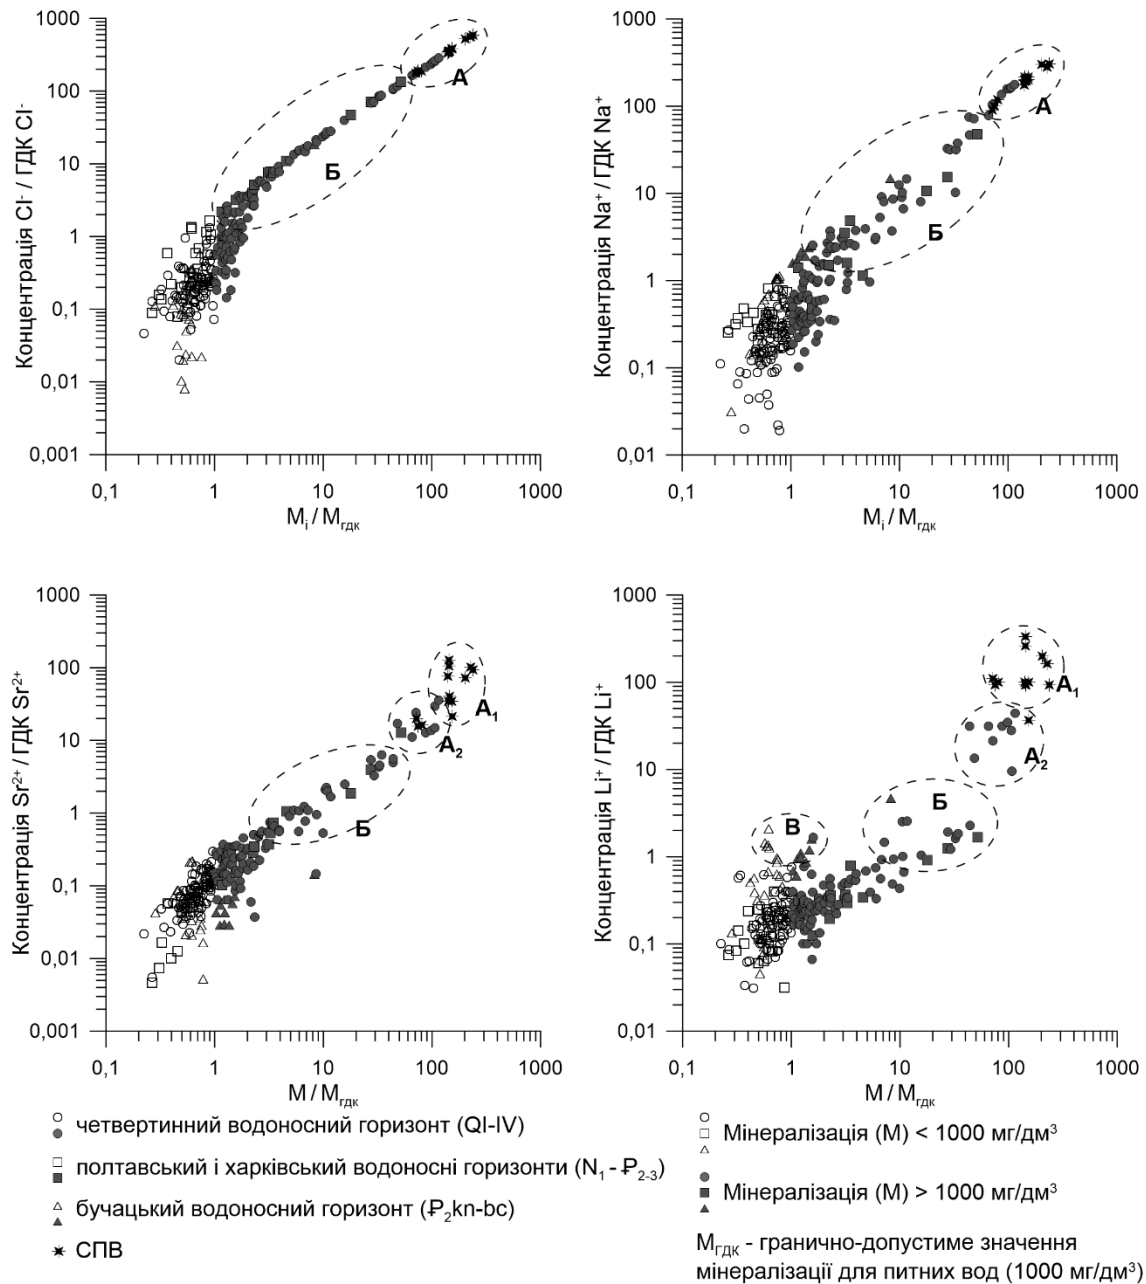 1000
100
10
1
0,1
0,01
0,001
0,1
1
10
100
1000
Концентрація Cl⁻ / ГДК Cl⁻
Mᵢ / Mгдк
А
Б
1000
100
10
1
0,1
0,01
0,1
1
10
100
1000
Концентрація Na⁺ / ГДК Na⁺
Mᵢ / Mгдк
А
Б
1000
100
10
1
0,1
0,01
0,001
0,1
1
10
100
1000
Концентрація Sr²⁺ / ГДК Sr²⁺
M / Mгдк
А₁
А₂
Б
1000
100
10
1
0,1
0,01
0,1
1
10
100
1000
Концентрація Li⁺ / ГДК Li⁺
M / Mгдк
А₁
А₂
Б
В
четвертинний водоносний горизонт (QI-IV)
полтавський і харківський водоносні горизонти (N₁ - Ꝑ₂₋₃)
бучацький водоносний горизонт (Ꝑ₂kn-bc)
СПВ
Мінералізація (М) < 1000 мг/дм³
Мінералізація (М) > 1000 мг/дм³
МГДК - гранично-допустиме значення
мінералізації для питних вод (1000 мг/дм³)